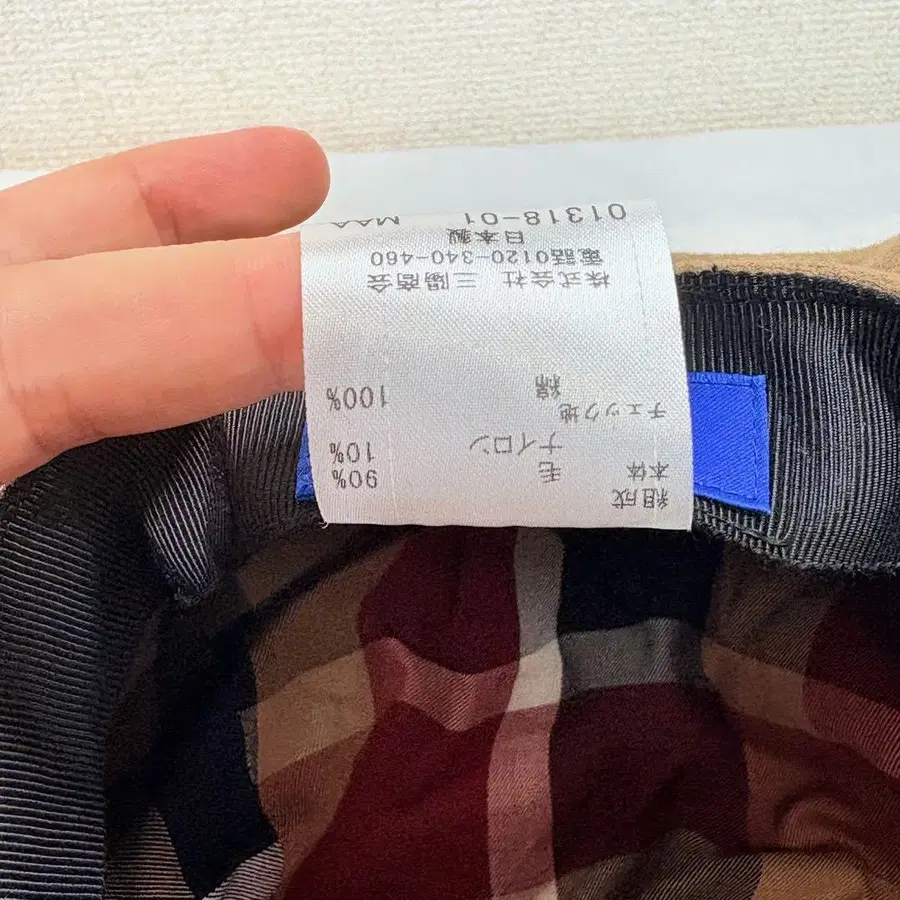 組成
本体 毛 90%
ナイロン 10%
チェック地
綿 100%
株式会社 三陽商会
電話0120-340-460
日本製
01318-01 MAA